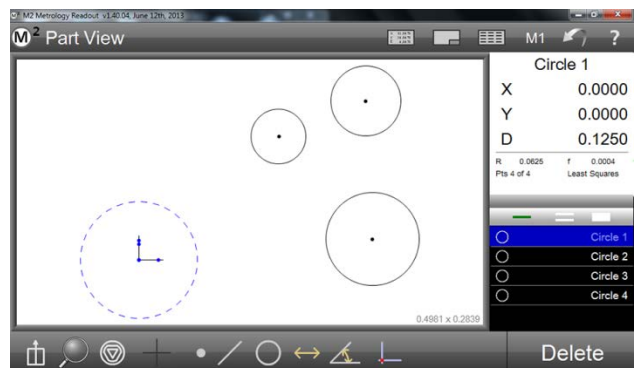 M2 Metrology Readout v1.40.04, June 12th, 2013
M2 Part View
M1
?
Circle 1
X 0.0000
Y 0.0000
D 0.1250
R 0.0625 f 0.0004
Pts 4 of 4 Least Squares
Circle 1
Circle 2
Circle 3
Circle 4
0.4981 x 0.2839
Delete